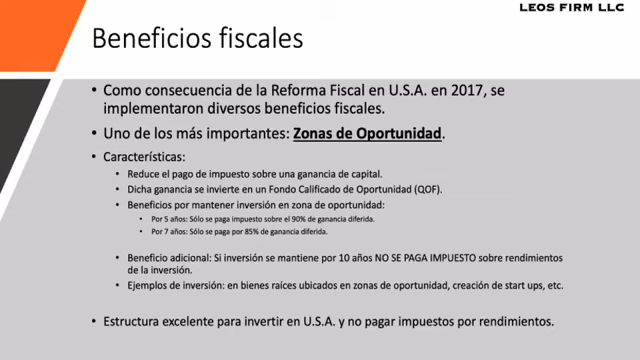 LEOS FIRM LLC
Beneficios fiscales
• Como consecuencia de la Reforma Fiscal en U.S.A. en 2017, se
implementaron diversos beneficios fiscales.
• Uno de los más importantes: Zonas de Oportunidad.
• Características:
• Reduce el pago de impuesto sobre una ganancia de capital.
• Dicha ganancia se invierte en un Fondo Calificado de Oportunidad (QOF).
• Beneficios por mantener inversión en zona de oportunidad:
• Por 5 años: Sólo se paga impuesto sobre el 90% de ganancia diferida.
• Por 7 años: Sólo se paga por 85% de ganancia diferida.
• Beneficio adicional: Si inversión se mantiene por 10 años NO SE PAGA IMPUESTO sobre rendimientos
de la inversión.
• Ejemplos de inversión: en bienes raíces ubicados en zonas de oportunidad, creación de start ups, etc.
• Estructura excelente para invertir en U.S.A. y no pagar impuestos por rendimientos.